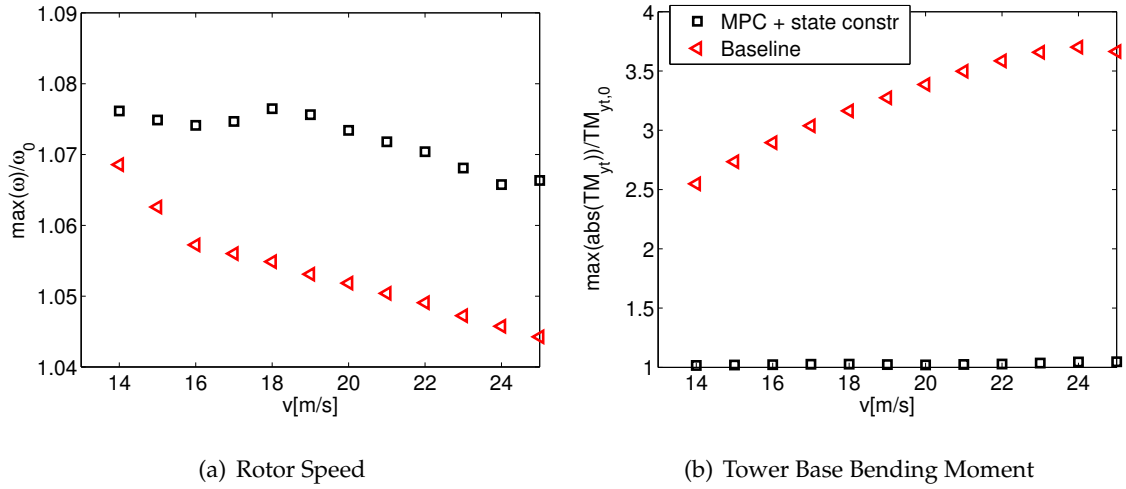 1.09
1.08
1.07
1.06
1.05
1.04
max(ω)/ω0
14 16 18 20 22 24
v[m/s]
(a) Rotor Speed
MPC + state constr
Baseline
4
3.5
3
2.5
2
1.5
1
max(abs(TMyt))/TMyt,0
14 16 18 20 22 24
v[m/s]
(b) Tower Base Bending Moment